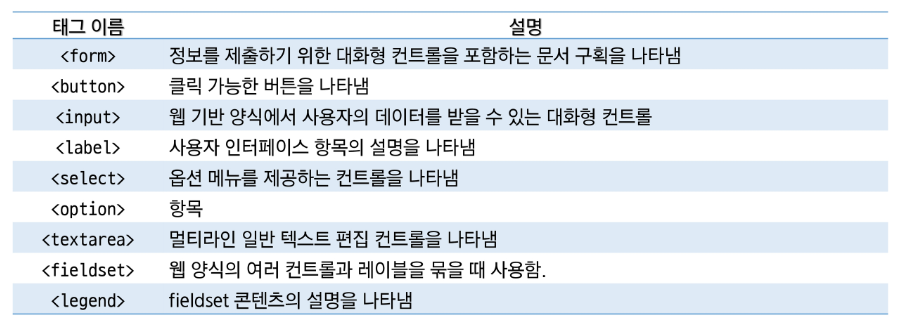 태그 이름 설명
<form> 정보를 제출하기 위한 대화형 컨트롤을 포함하는 문서 구획을 나타냄
<button> 클릭 가능한 버튼을 나타냄
<input> 웹 기반 양식에서 사용자의 데이터를 받을 수 있는 대화형 컨트롤
<label> 사용자 인터페이스 항목의 설명을 나타냄
<select> 옵션 메뉴를 제공하는 컨트롤을 나타냄
<option> 항목
<textarea> 멀티라인 일반 텍스트 편집 컨트롤을 나타냄
<fieldset> 웹 양식의 여러 컨트롤과 레이블을 묶을 때 사용함.
<legend> fieldset 콘텐츠의 설명을 나타냄